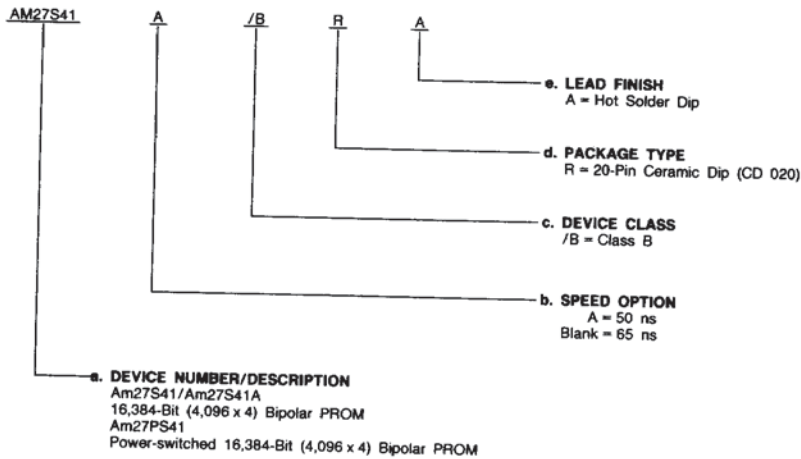 AM27S41 A /B R A
e. LEAD FINISH
A = Hot Solder Dip
d. PACKAGE TYPE
R = 20-Pin Ceramic Dip (CD 020)
c. DEVICE CLASS
/B = Class B
b. SPEED OPTION
A = 50 ns
Blank = 65 ns
a. DEVICE NUMBER/DESCRIPTION
Am27S41/Am27S41A
16,384-Bit (4,096 x 4) Bipolar PROM
Am27PS41
Power-switched 16,384-Bit (4,096 x 4) Bipolar PROM